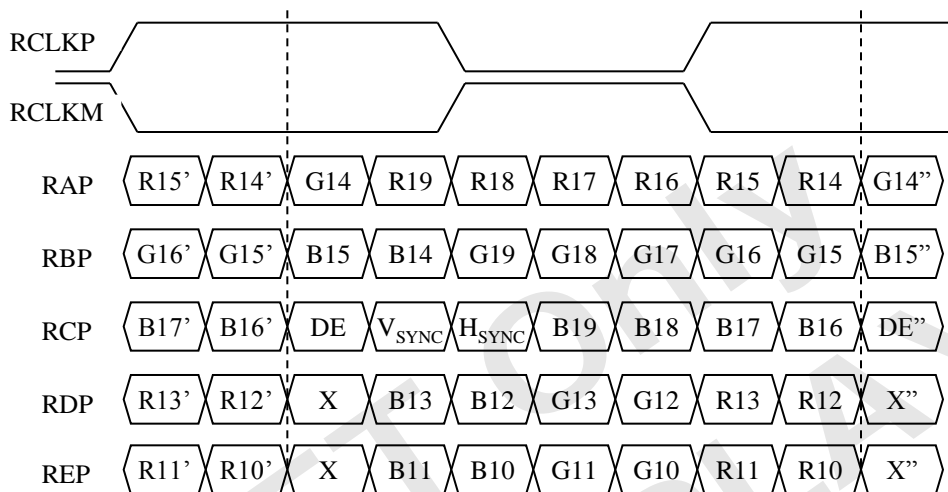 RCLKP
RCLKM
RAP R15’ R14’ G14 R19 R18 R17 R16 R15 R14 G14”
RBP G16’ G15’ B15 B14 G19 G18 G17 G16 G15 B15”
RCP B17’ B16’ DE VSYNC HSYNC B19 B18 B17 B16 DE”
RDP R13’ R12’ X B13 B12 G13 G12 R13 R12 X”
REP R11’ R10’ X B11 B10 G11 G10 R11 R10 X”
Only